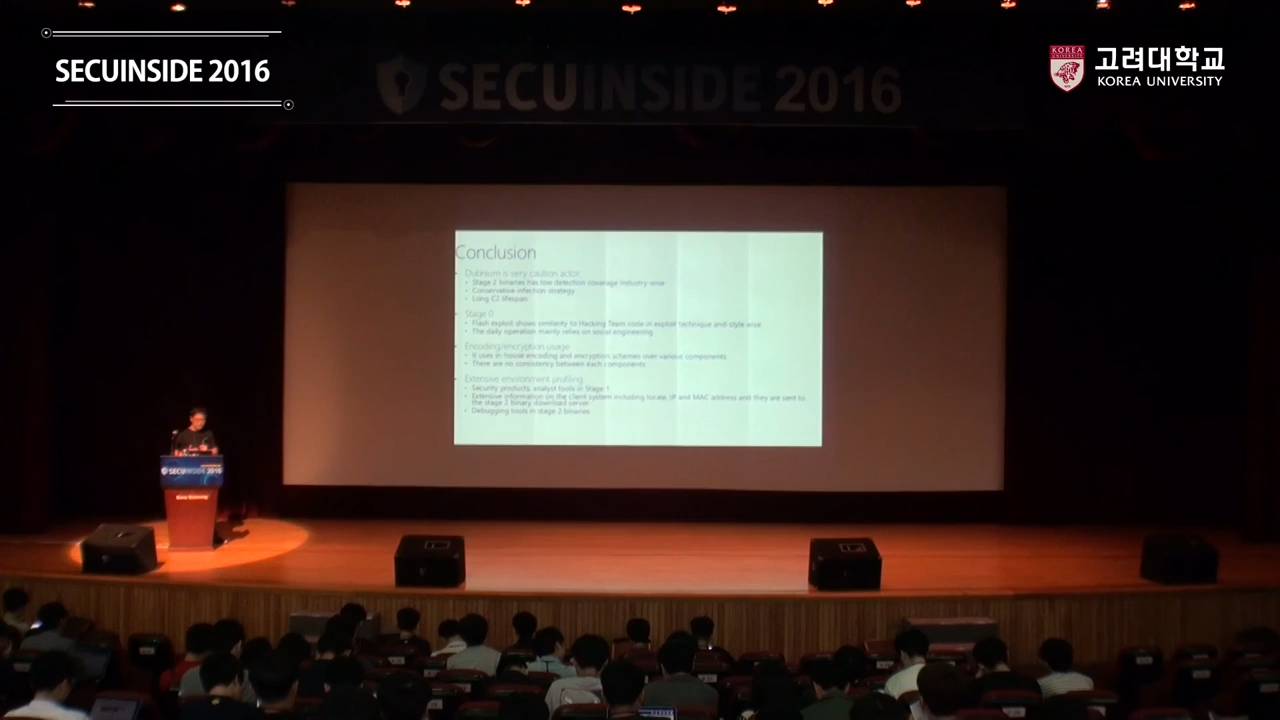 SECUINSIDE 2016
KOREA
고려대학교
KOREA UNIVERSITY
SECUINSIDE 2016
Conclusion
• Dubnium is very caution actor
• Stage 2 binaries has low detection coverage industry wise
• Conservative infection strategy
• Long C2 lifespan
• Stage 0
• Flash exploit shows similarity to Hacking Team code in exploit technique and style wise
• The daily operation mainly relies on social engineering
• Encoding/encryption usage
• It uses in house encoding and encryption schemes over various components
• There are no consistency between each components
• Extensive environment profiling
• Security products, analyst tools in Stage 1
• Extensive information on the client system including locale, IP and MAC address and they are sent to
the stage 2 binary download server
• Debugging tools in stage 2 binaries
SECUINSIDE 2016